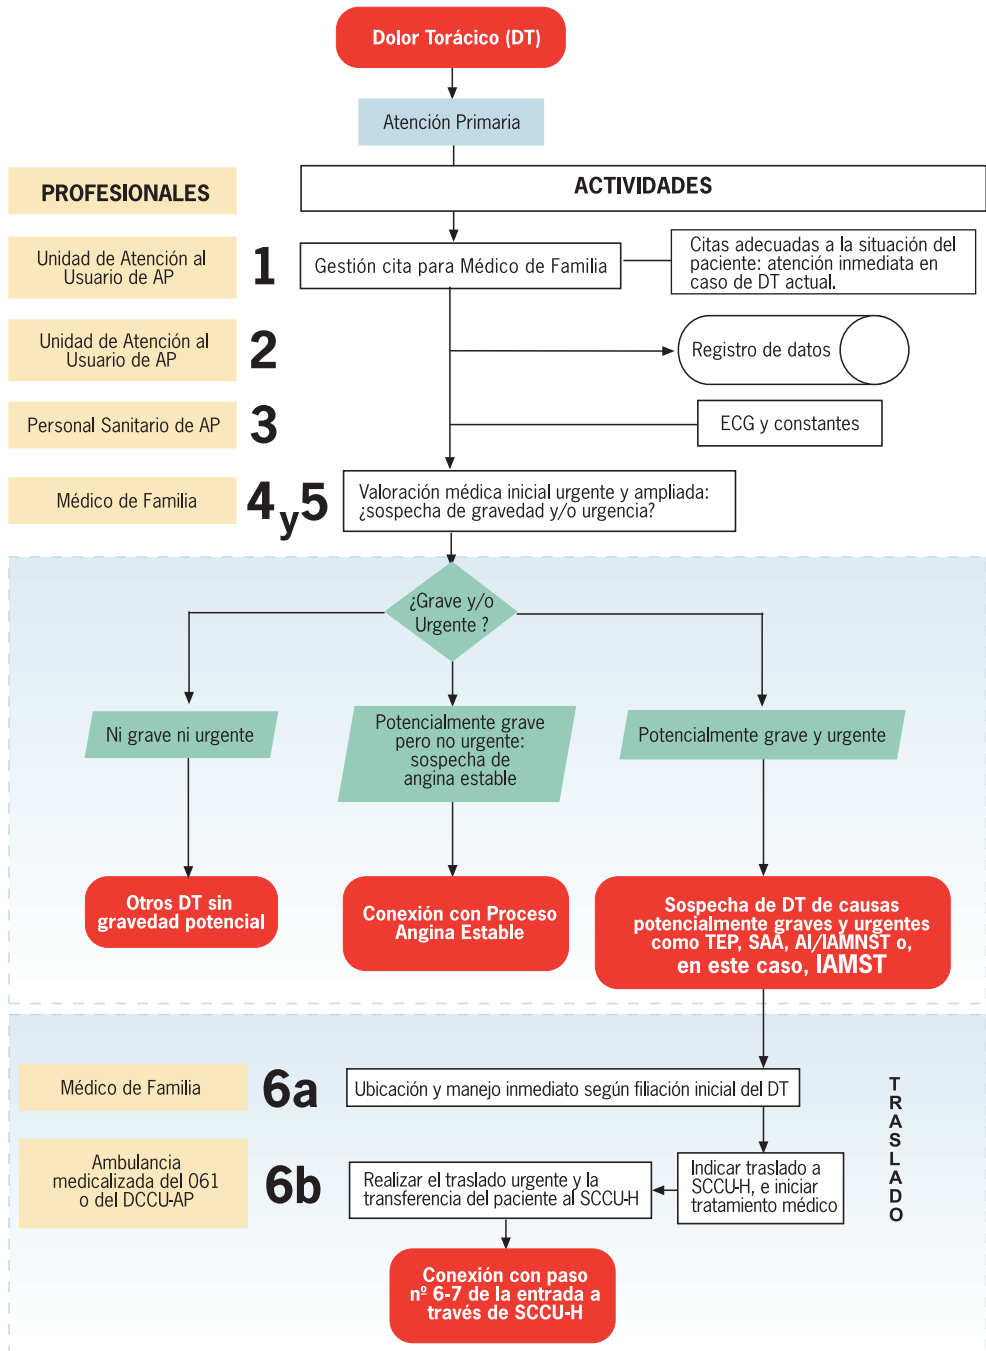 Dolor Torácico (DT)
Atención Primaria
PROFESIONALES
ACTIVIDADES
Unidad de Atención al
Usuario de AP
1
Gestión cita para Médico de Familia
Citas adecuadas a la situación del
paciente: atención inmediata en
caso de DT actual.
Unidad de Atención al
Usuario de AP
2
Registro de datos
Personal Sanitario de AP
3
ECG y constantes
Médico de Familia
4 y 5
Valoración médica inicial urgente y ampliada:
¿sospecha de gravedad y/o urgencia?
¿Grave y/o
Urgente ?
Ni grave ni urgente
Potencialmente grave
pero no urgente:
sospecha de
angina estable
Potencialmente grave y urgente
Otros DT sin
gravedad potencial
Conexión con Proceso
Angina Estable
Sospecha de DT de causas
potencialmente graves y urgentes
como TEP, SAA, AI/IAMNST o,
en este caso, IAMST
Médico de Familia
6a
Ubicación y manejo inmediato según filiación inicial del DT
TRASLADO
Ambulancia
medicalizada del 061
o del DCCU-AP
6b
Realizar el traslado urgente y la
transferencia del paciente al SCCU-H
Indicar traslado a
SCCU-H, e iniciar
tratamiento médico
Conexión con paso
nº 6-7 de la entrada a
través de SCCU-H